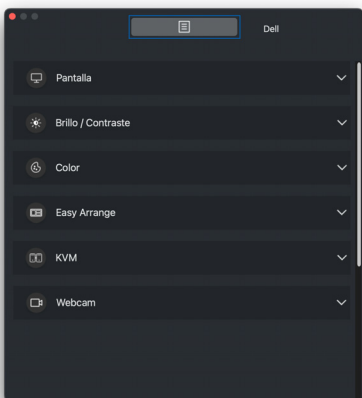 Dell
Pantalla
Brillo / Contraste
Color
Easy Arrange
KVM
Webcam